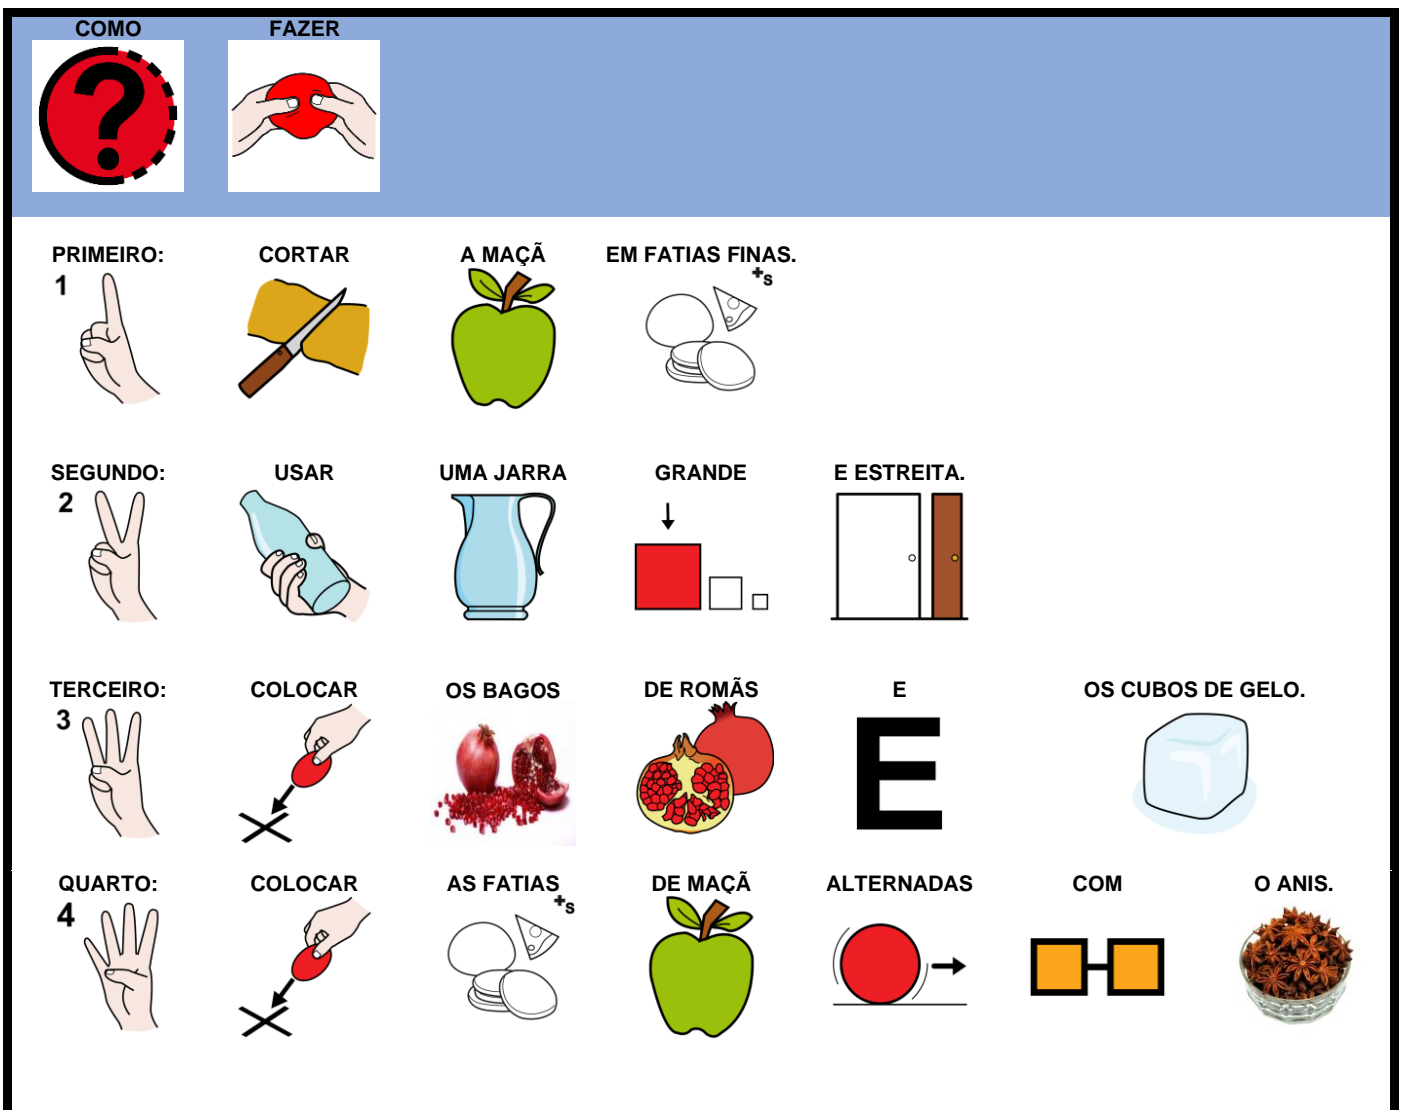 COMO FAZER
PRIMEIRO: CORTAR A MAÇÃ EM FATIAS FINAS.
1 +s
SEGUNDO: USAR UMA JARRA GRANDE E ESTREITA.
2
TERCEIRO: COLOCAR OS BAGOS DE ROMÃS E OS CUBOS DE GELO.
3 E
QUARTO: COLOCAR AS FATIAS DE MAÇÃ ALTERNADAS COM O ANIS.
4 +s